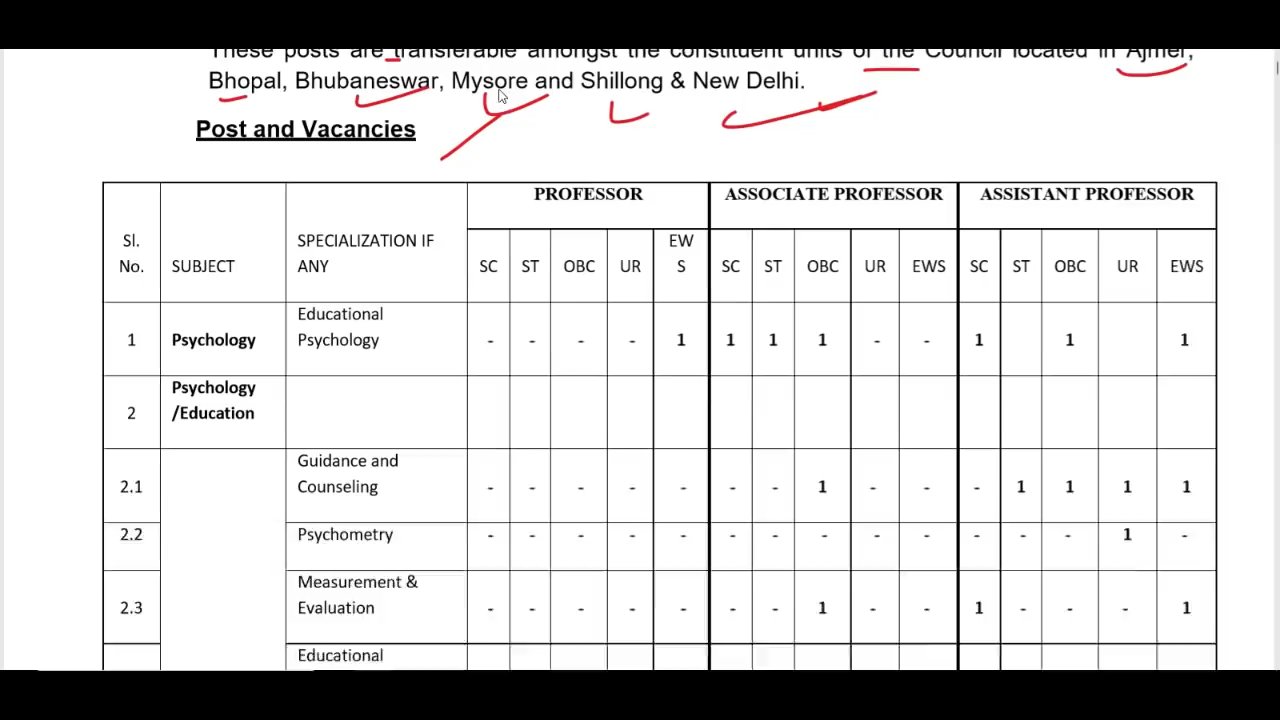 These posts are transferable amongst the constituent units of the Council located in Ajmer,
Bhopal, Bhubaneswar, Mysore and Shillong & New Delhi.
Post and Vacancies
PROFESSOR ASSOCIATE PROFESSOR ASSISTANT PROFESSOR
Sl. No. SUBJECT SPECIALIZATION IF ANY SC ST OBC UR EWS SC ST OBC UR EWS SC ST OBC UR EWS
1 Psychology Educational Psychology - - - - 1 1 1 1 - - 1 1 1
2 Psychology /Education
2.1 Guidance and Counseling - - - - - - - 1 - - - 1 1 1 1
2.2 Psychometry - - - - - - - - - - - - - 1 -
2.3 Measurement & Evaluation - - - - - - - 1 - - 1 - - - 1
Educational